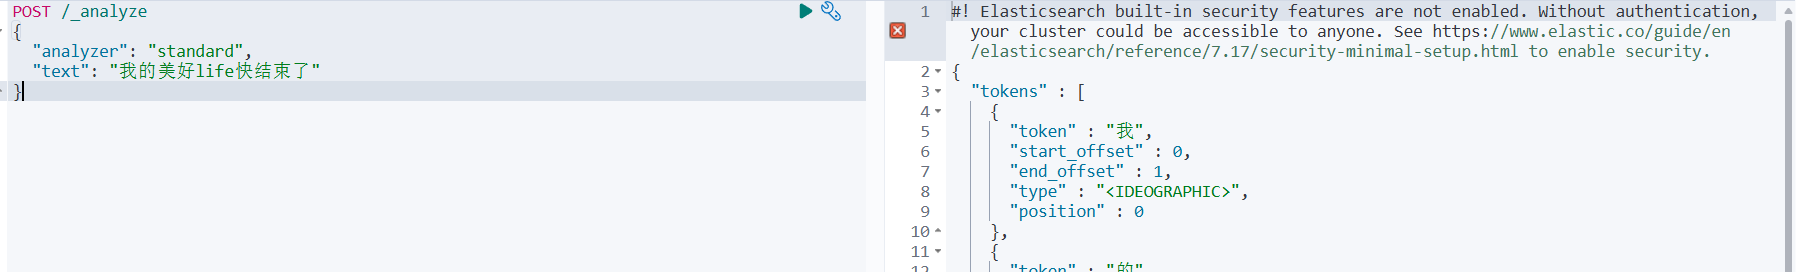 POST /_analyze
{
"analyzer": "standard",
"text": "我的美好life快结束了"
}
1 #! Elasticsearch built-in security features are not enabled. Without authentication,
your cluster could be accessible to anyone. See https://www.elastic.co/guide/en
/elasticsearch/reference/7.17/security-minimal-setup.html to enable security.
2 {
3 "tokens" : [
4 {
5 "token" : "我",
6 "start_offset" : 0,
7 "end_offset" : 1,
8 "type" : "<IDEOGRAPHIC>",
9 "position" : 0
10 },
11 {
12 "token" : "的"